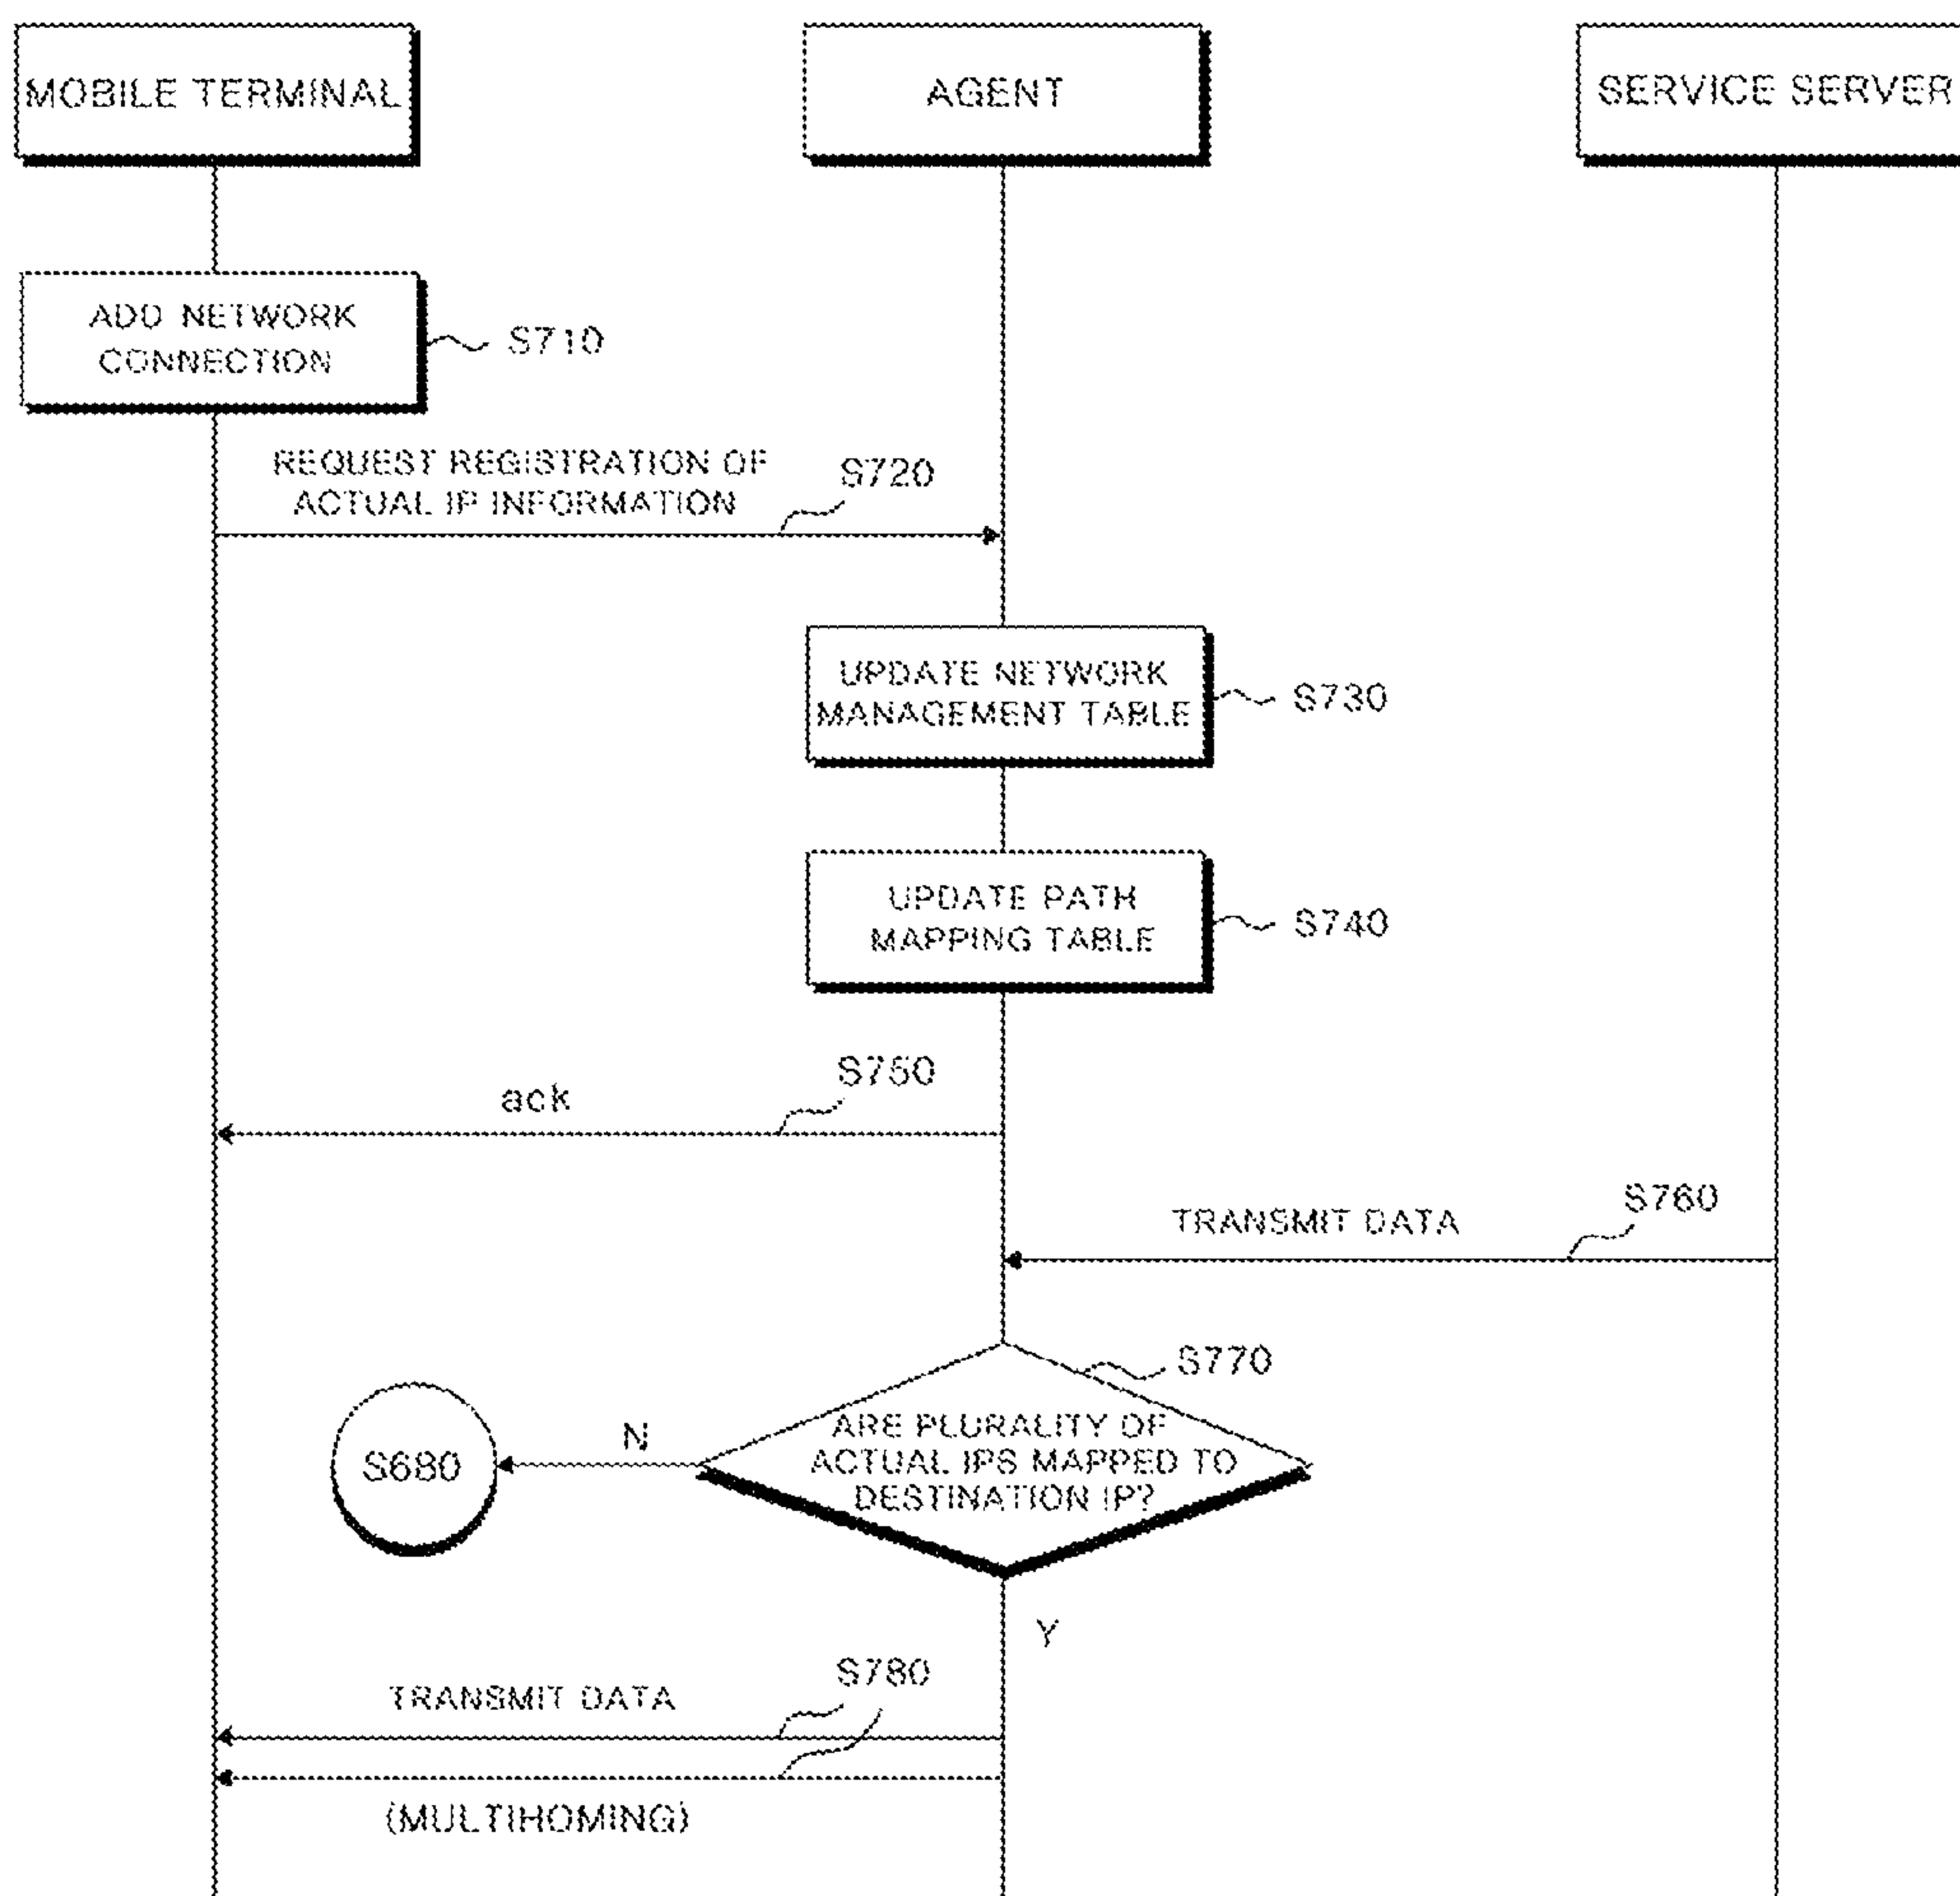 MOBILE TERMINAL
AGENT
SERVICE SERVER
ADD NETWORK
CONNECTION
S710
REQUEST REGISTRATION OF
ACTUAL IP INFORMATION
S720
UPDATE NETWORK
MANAGEMENT TABLE
S730
UPDATE PATH
MAPPING TABLE
S740
ack
S750
TRANSMIT DATA
S760
S770
ARE PLURALITY OF
ACTUAL IPS MAPPED TO
DESTINATION IP?
N
S680
Y
TRANSMIT DATA
S780
(MULTIHOMING)